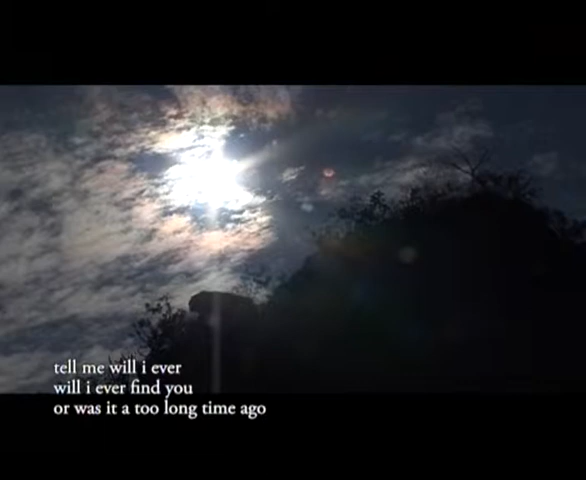 tell me will i ever
will i ever find you
or was it a too long time ago